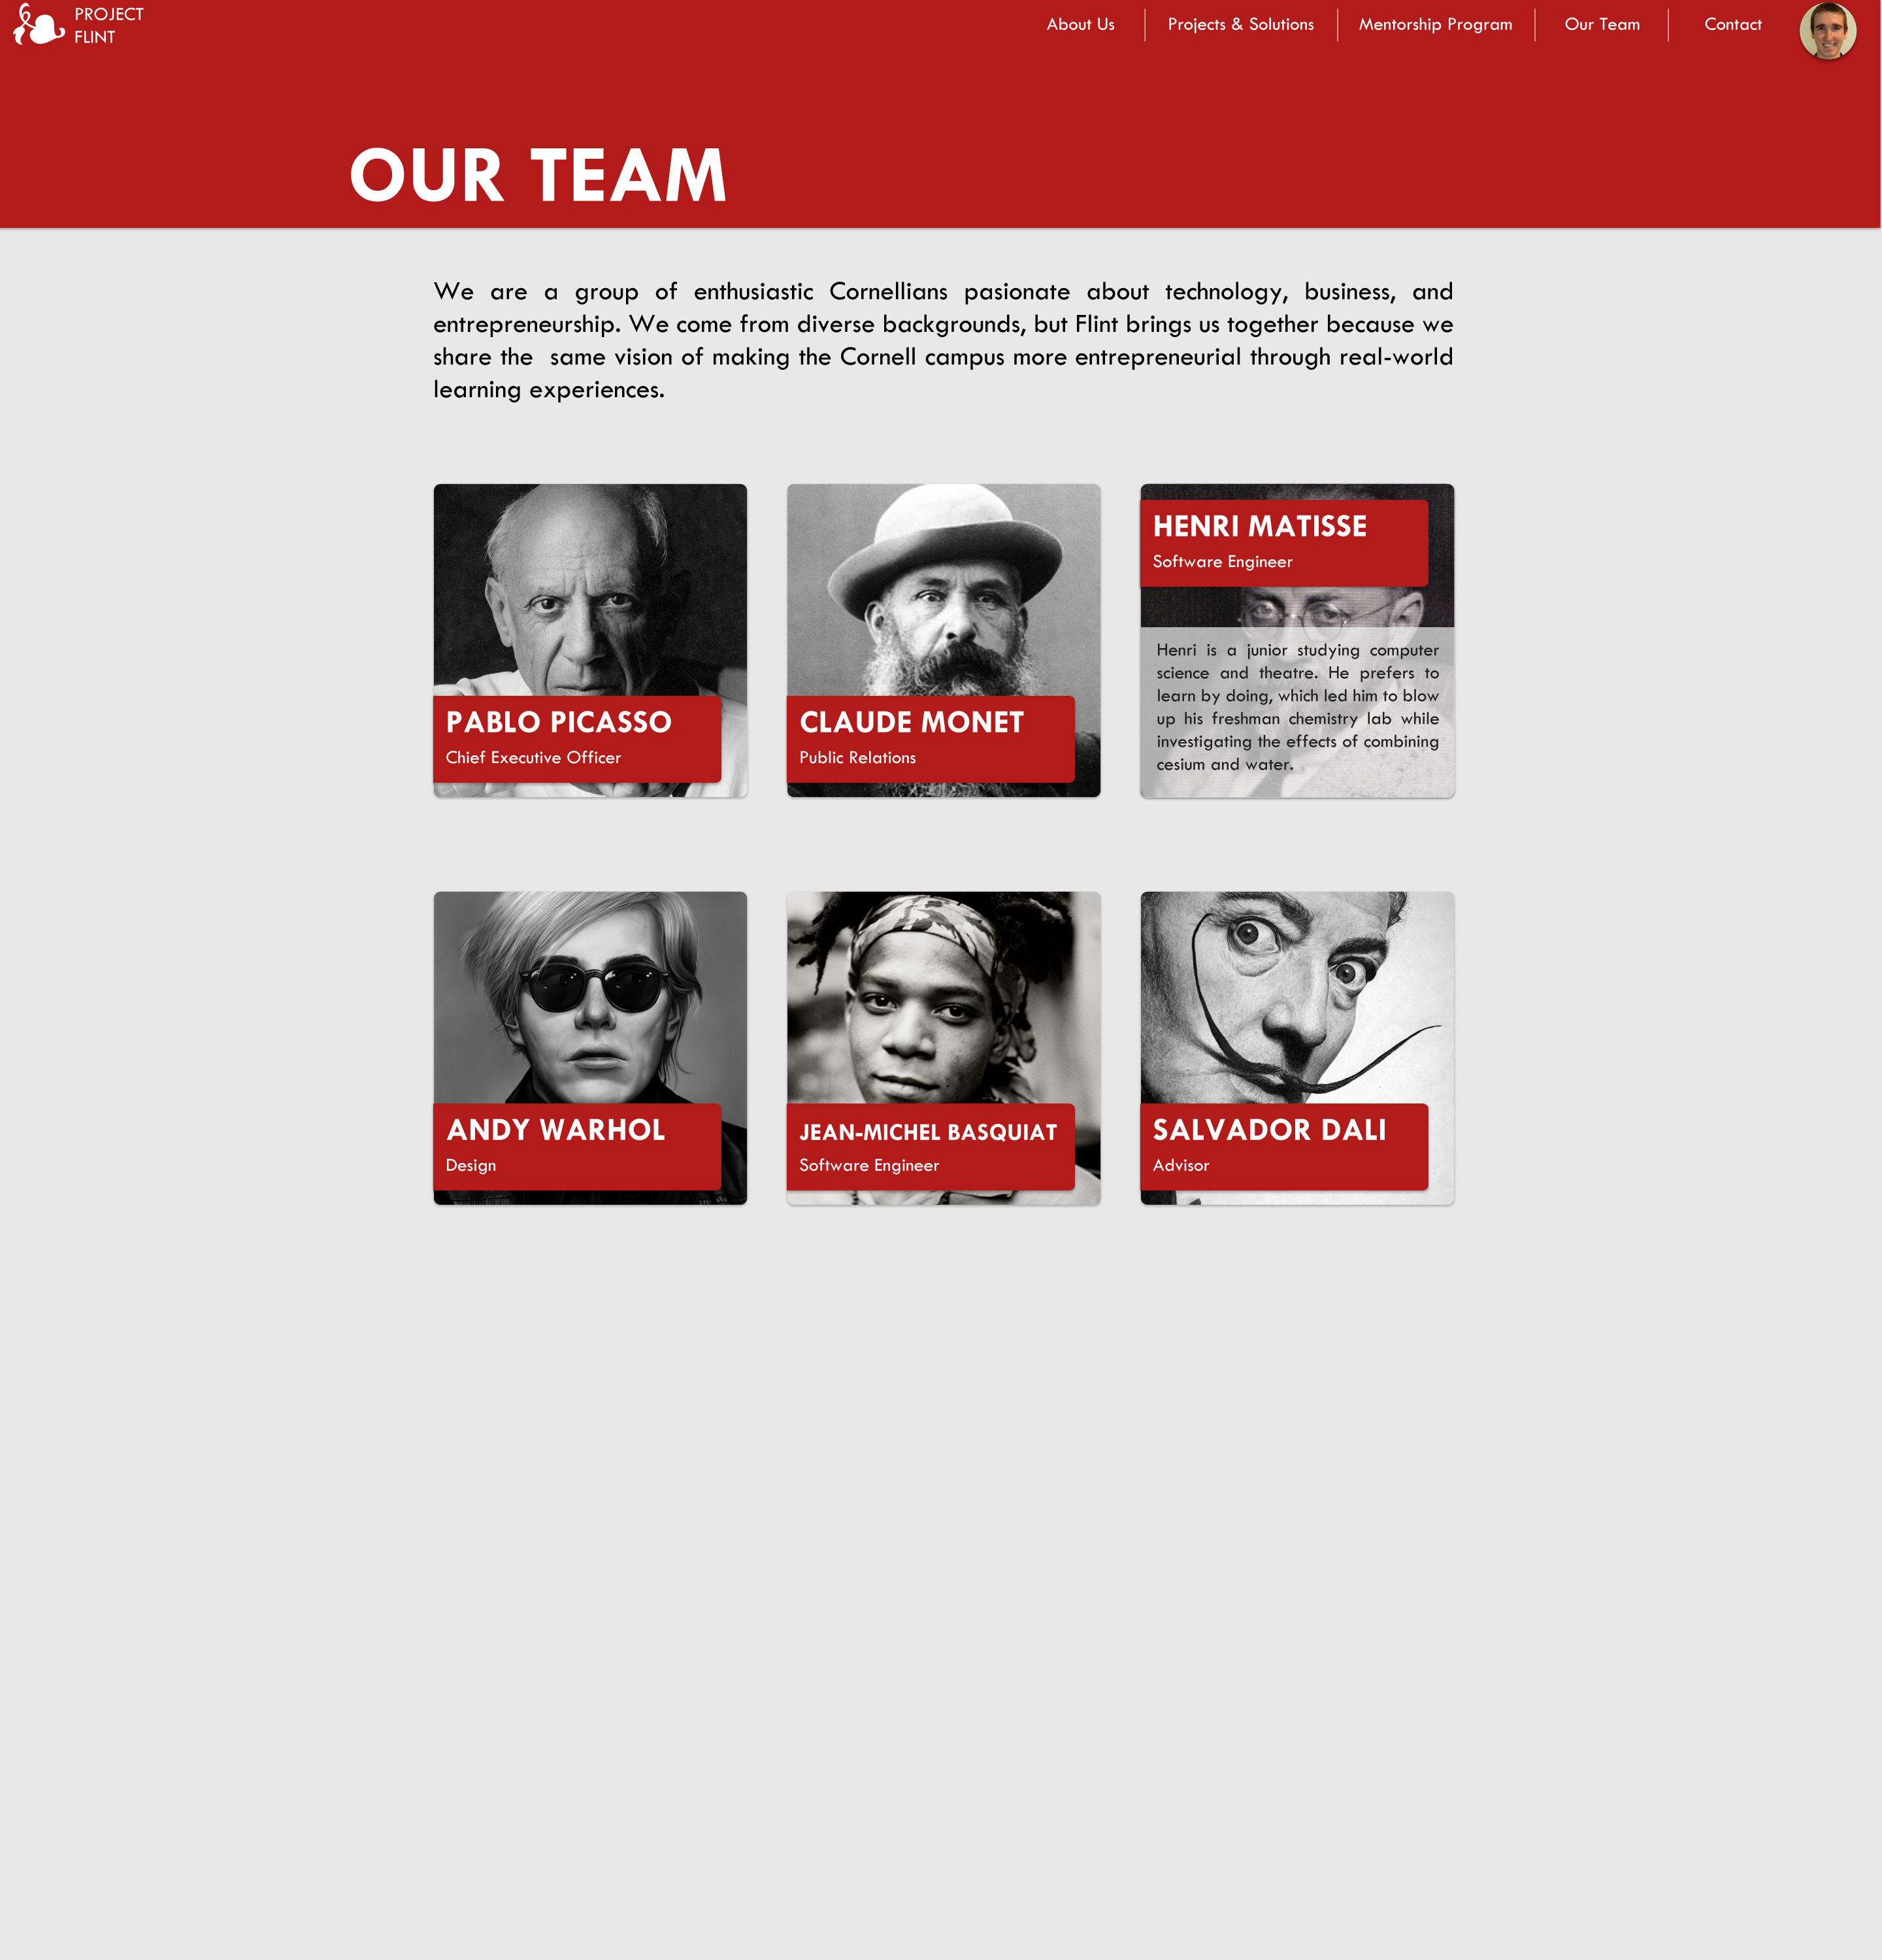 PROJECT
FLINT
About Us
Projects & Solutions
Mentorship Program
Our Team
Contact
OUR TEAM
We are a group of enthusiastic Cornellians pasionate about technology, business, and
entrepreneurship. We come from diverse backgrounds, but Flint brings us together because we
share the same vision of making the Cornell campus more entrepreneurial through real-world
learning experiences.
PABLO PICASSO
Chief Executive Officer
CLAUDE MONET
Public Relations
HENRI MATISSE
Software Engineer
Henri is a junior studying computer
science and theatre. He prefers to
learn by doing, which led him to blow
up his freshman chemistry lab while
investigating the effects of combining
cesium and water.
ANDY WARHOL
Design
JEAN-MICHEL BASQUIAT
Software Engineer
SALVADOR DALI
Advisor